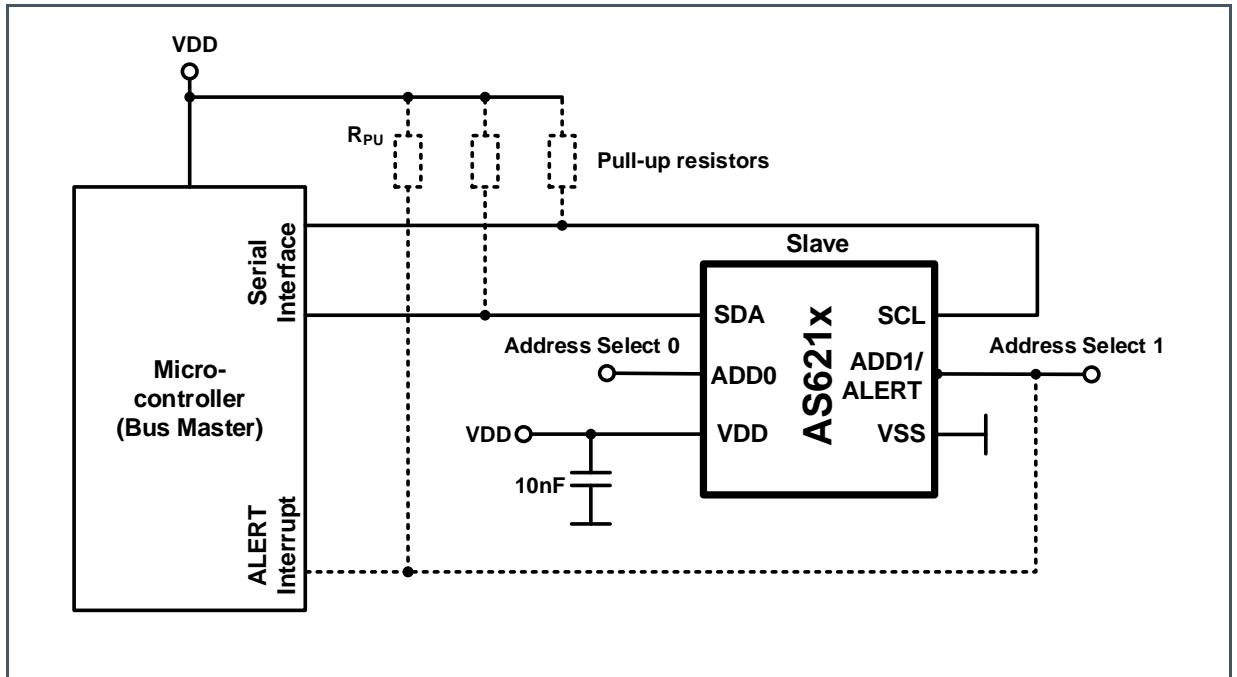 VDD
RPU
Pull-up resistors
Serial
Interface
Slave
SDA
SCL
AS621x
Address Select 0
Address Select 1
ADD0
ADD1/
ALERT
Micro-
controller
(Bus Master)
VDD
VDD
VSS
10nF
ALERT
Interrupt